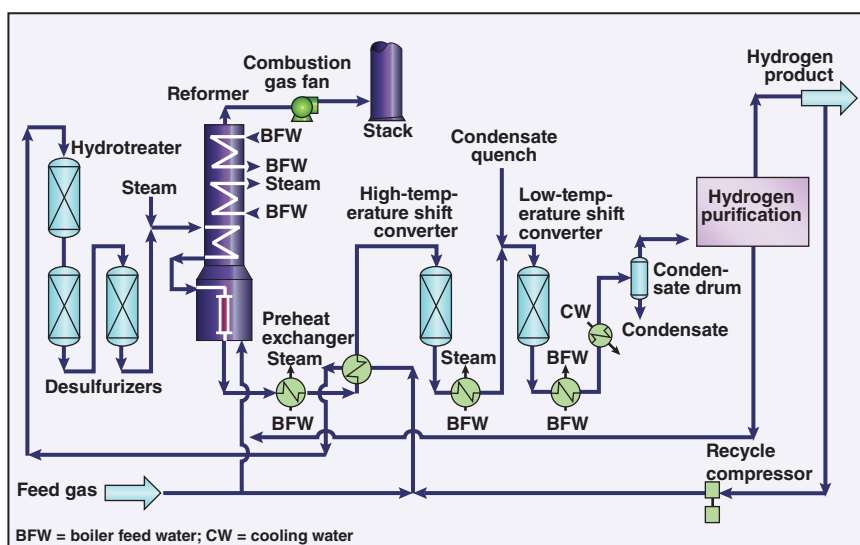 Combustion
gas fan
Reformer
Stack
Hydrogen
product
Hydrotreater
Steam
BFW
BFW
Steam
BFW
Condensate
quench
High-temp-
erature shift
converter
Low-temp-
erature shift
converter
Hydrogen
purification
Conden-
sate drum
Condensate
CW
Preheat
exchanger
Steam
Steam
BFW
Desulfurizers
BFW
BFW
BFW
Recycle
compressor
Feed gas
BFW = boiler feed water; CW = cooling water